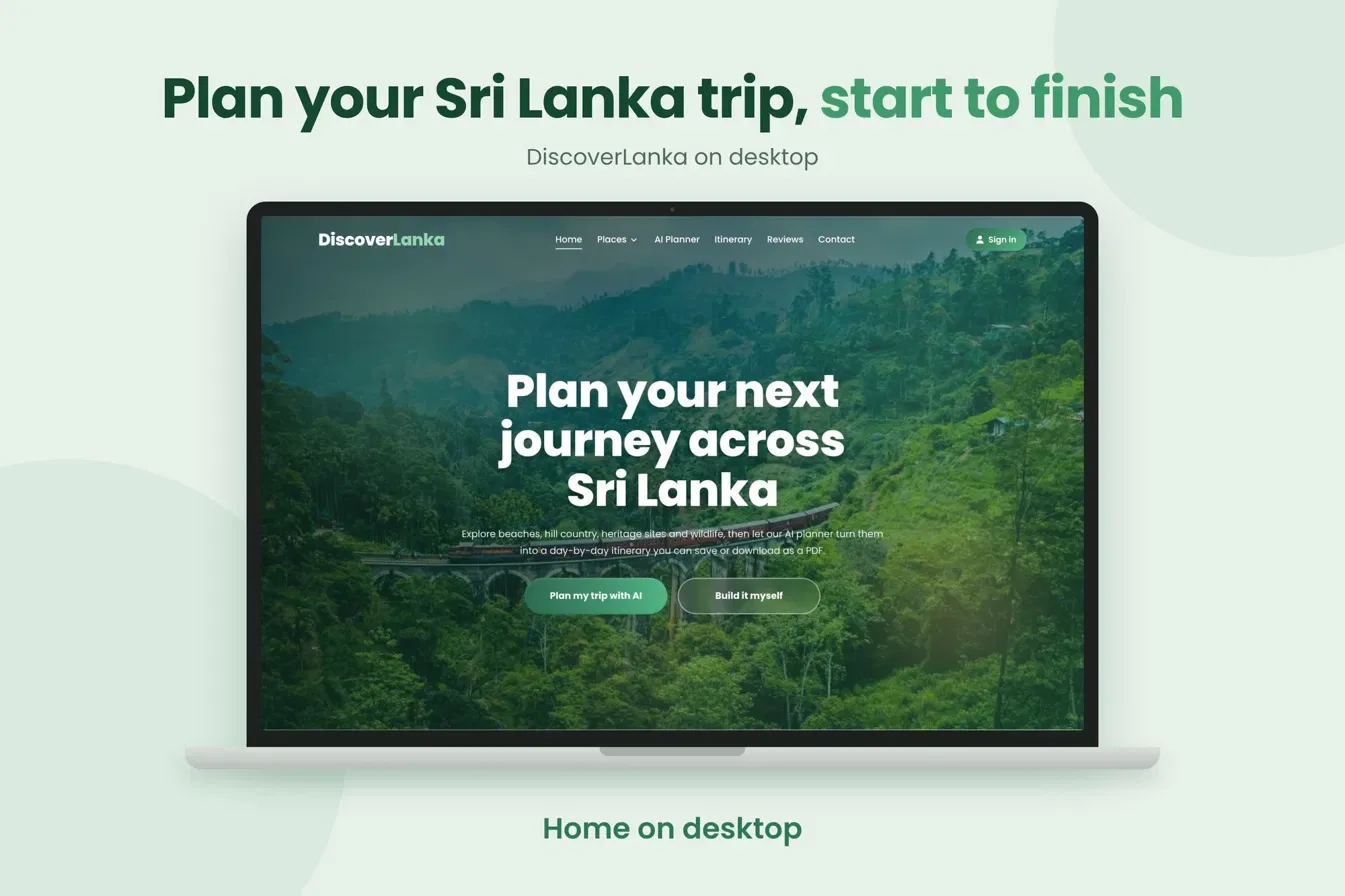 Plan your Sri Lanka trip, start to finish
DiscoverLanka on desktop
DiscoverLanka
Home Places AI Planner Itinerary Reviews Contact
Sign in
Plan your next
journey across
Sri Lanka
Explore beaches, hill country, heritage sites and wildlife, then let our AI planner turn them
into a day-by-day itinerary you can save or download as a PDF.
Plan my trip with AI
Build it myself
Home on desktop